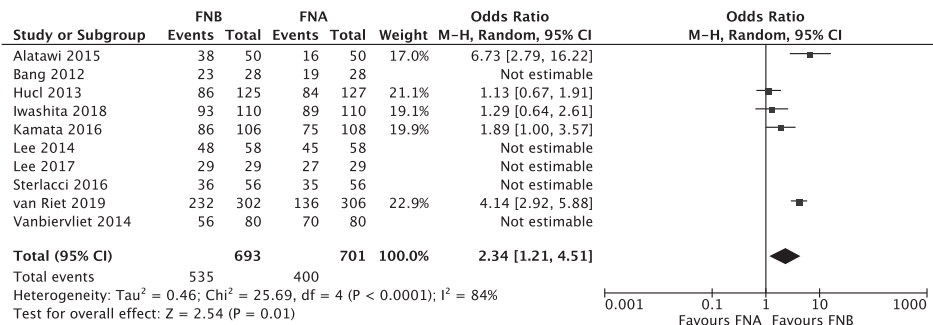 FNB FNA Odds Ratio Odds Ratio
Study or Subgroup Events Total Events Total Weight M–H, Random, 95% CI M–H, Random, 95% CI
Alatawi 2015 38 50 16 50 17.0% 6.73 [2.79, 16.22]
Bang 2012 23 28 19 28 Not estimable
Hucl 2013 86 125 84 127 21.1% 1.13 [0.67, 1.91]
Iwashita 2018 93 110 89 110 19.1% 1.29 [0.64, 2.61]
Kamata 2016 86 106 75 108 19.9% 1.89 [1.00, 3.57]
Lee 2014 48 58 45 58 Not estimable
Lee 2017 29 29 27 29 Not estimable
Sterlacci 2016 36 56 35 56 Not estimable
van Riet 2019 232 302 136 306 22.9% 4.14 [2.92, 5.88]
Vanbiervliet 2014 56 80 70 80 Not estimable
Total (95% CI) 693 701 100.0% 2.34 [1.21, 4.51]
Total events 535 400
Heterogeneity: Tau² = 0.46; Chi² = 25.69, df = 4 (P < 0.0001); I² = 84%
Test for overall effect: Z = 2.54 (P = 0.01)
0.001 0.1 1 10 1000
Favours FNA Favours FNB